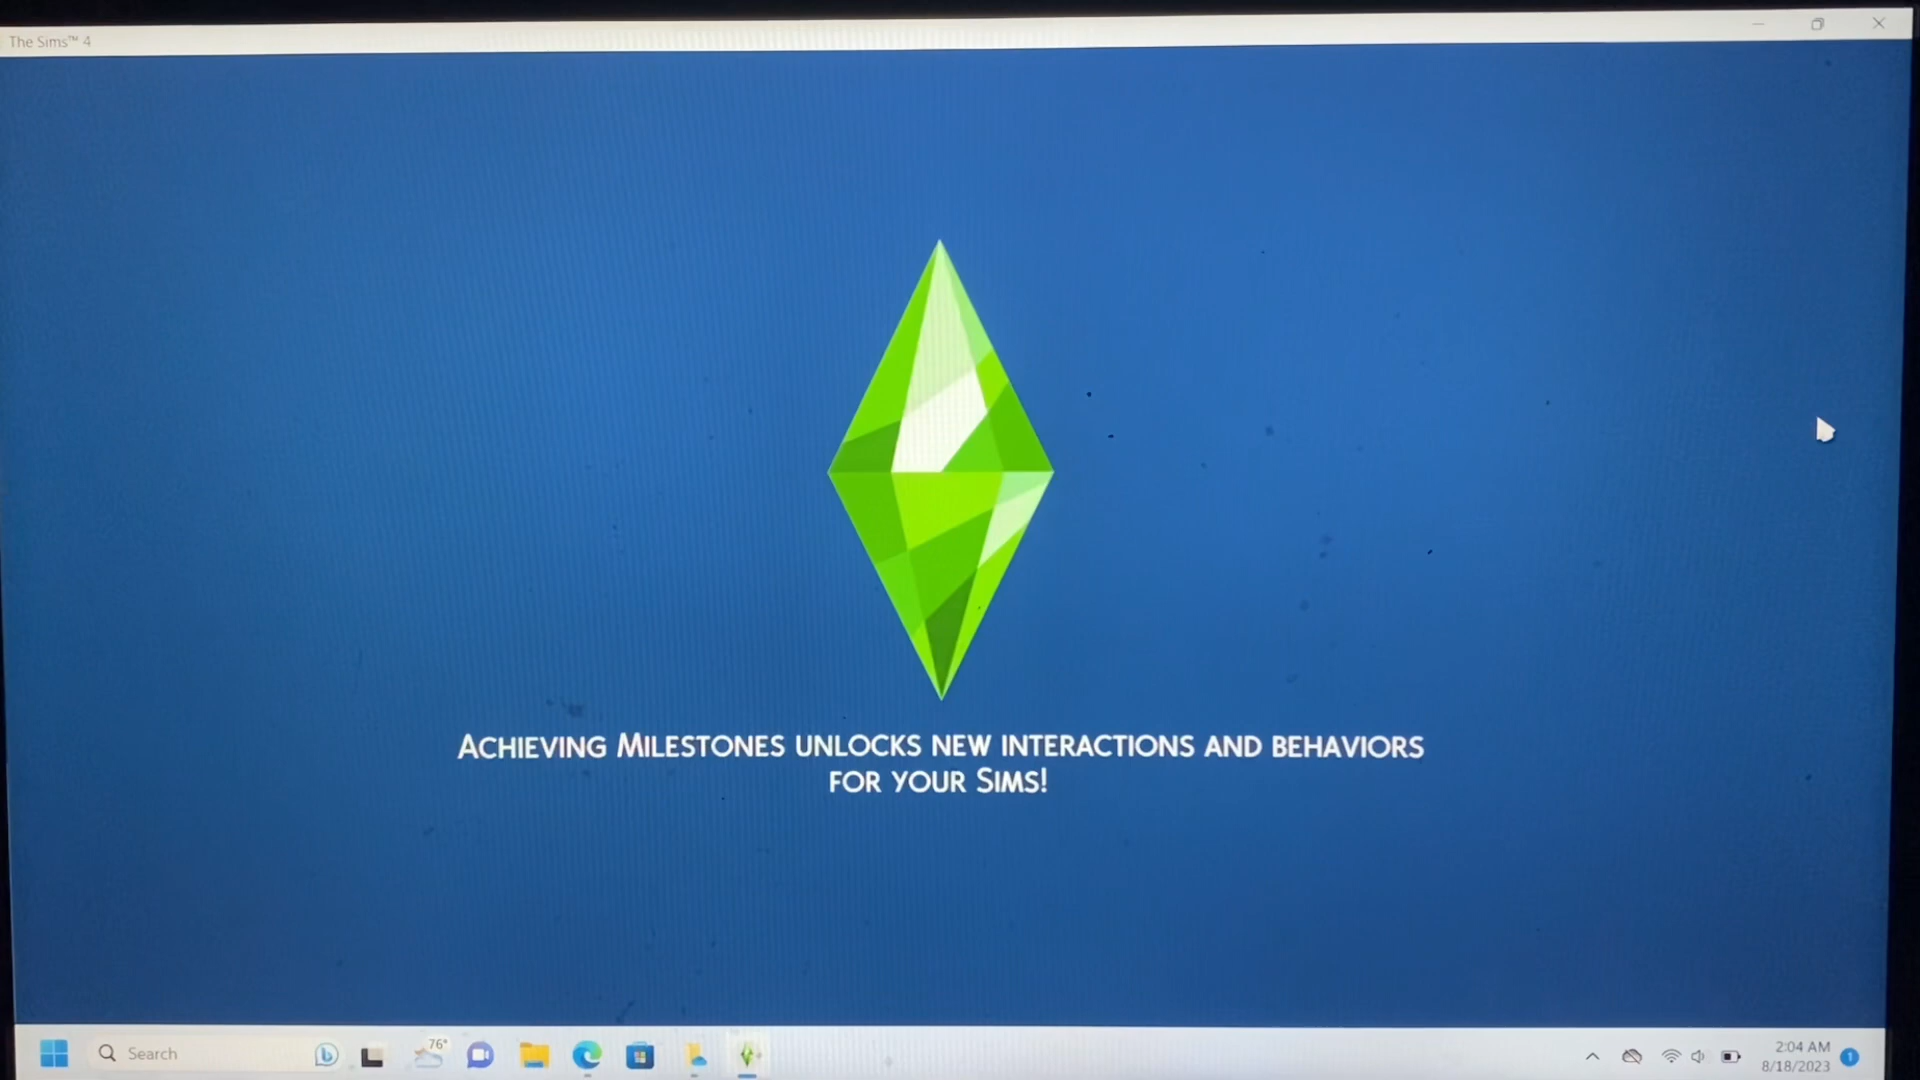 The Sims™ 4
Achieving Milestones unlocks new interactions and behaviors
for your Sims!
Search
76°
2:04 AM
8/18/2023
1